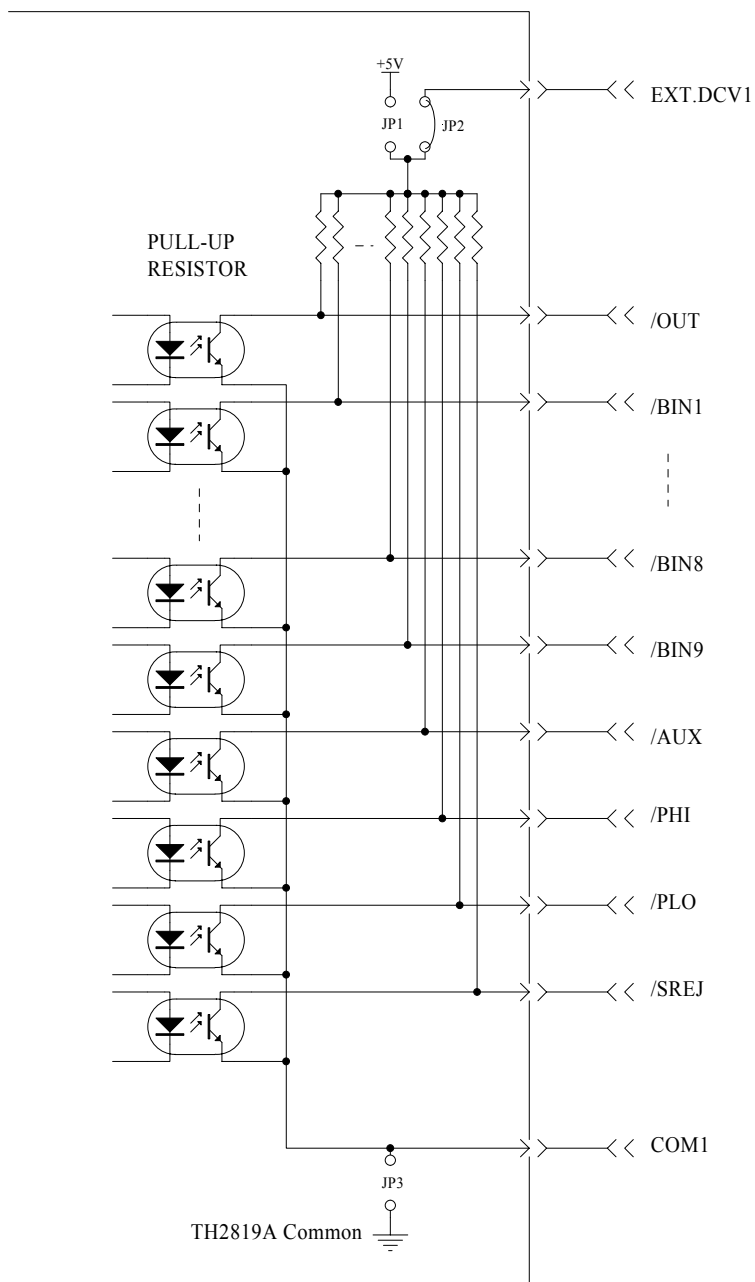 +5V
EXT.DCV1
JP1
JP2
PULL-UP
RESISTOR
/OUT
/BIN1
/BIN8
/BIN9
/AUX
/PHI
/PLO
/SREJ
COM1
JP3
TH2819A Common